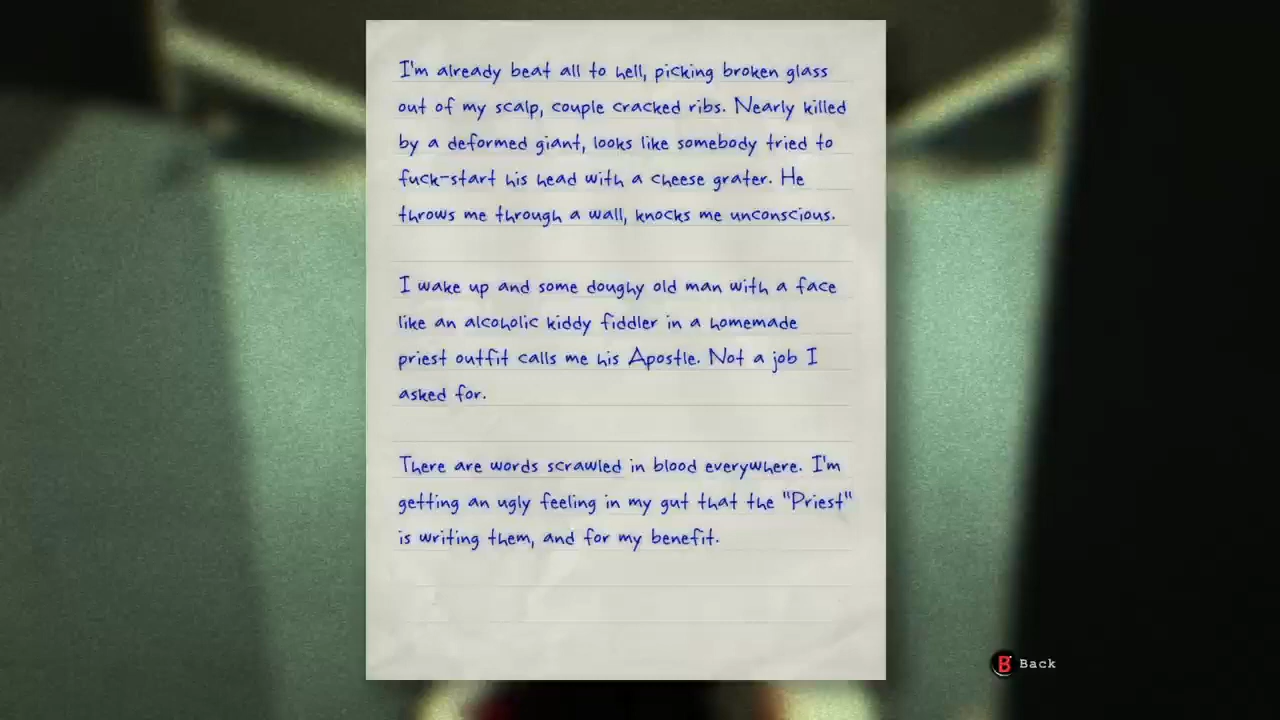 I'm already beat all to hell, picking broken glass
out of my scalp, couple cracked ribs. Nearly killed
by a deformed giant, looks like somebody tried to
fuck-start his head with a cheese grater. He
throws me through a wall, knocks me unconscious.
I wake up and some doughy old man with a face
like an alcoholic kiddy fiddler in a homemade
priest outfit calls me his Apostle. Not a job I
asked for.
There are words scrawled in blood everywhere. I'm
getting an ugly feeling in my gut that the "Priest"
is writing them, and for my benefit.
B Back